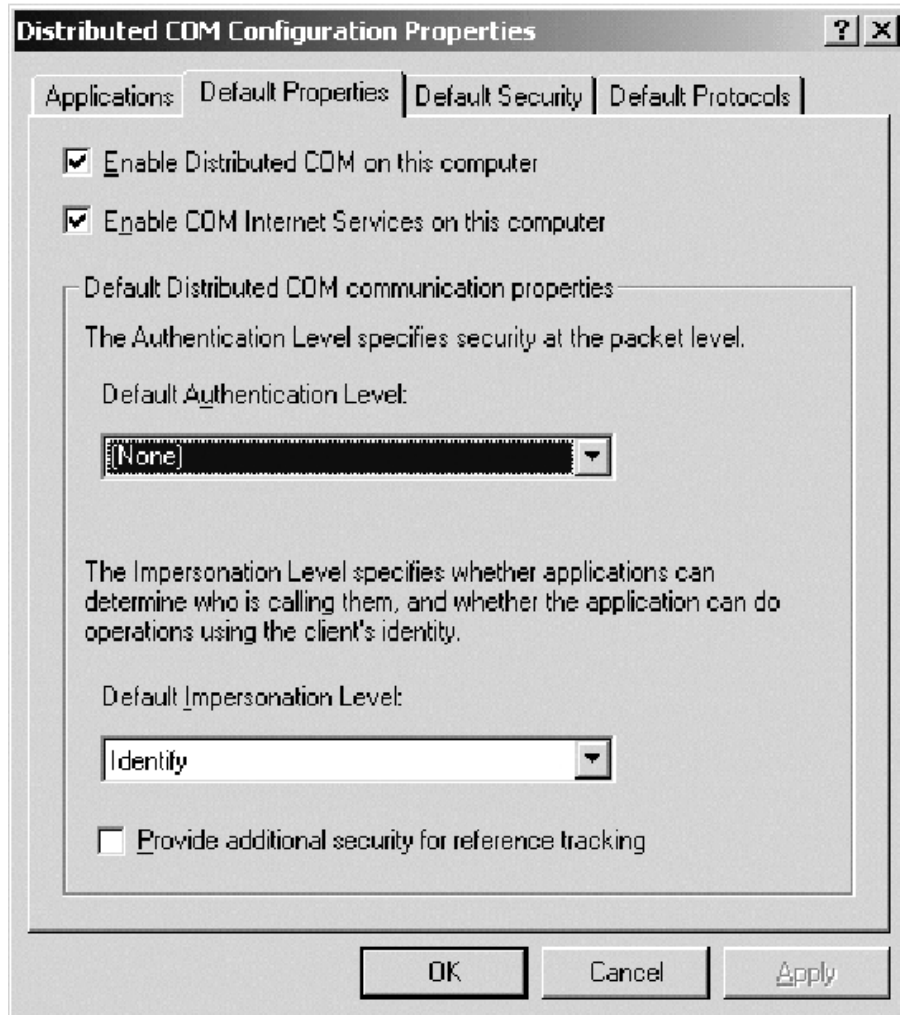 Distributed COM Configuration Properties
Applications Default Properties Default Security Default Protocols
Enable Distributed COM on this computer
Enable COM Internet Services on this computer
Default Distributed COM communication properties
The Authentication Level specifies security at the packet level.
Default Authentication Level:
(None)
The Impersonation Level specifies whether applications can
determine who is calling them, and whether the application can do
operations using the client's identity.
Default Impersonation Level:
Identify
Provide additional security for reference tracking
OK Cancel Apply